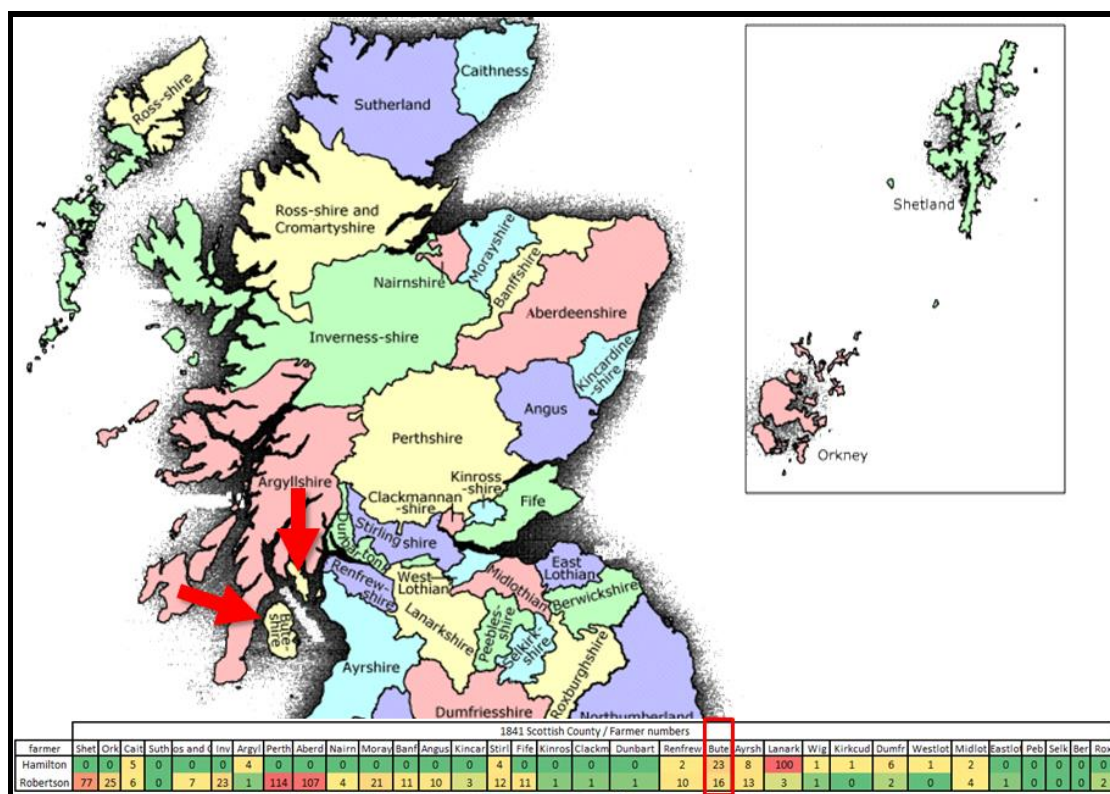 Ross-shire
Sutherland
Caithness
Ross-shire and
Cromartyshire
Nairnshire
Morayshire
Banffshire
Aberdeenshire
Inverness-shire
Kincardine
-shire
Angus
Perthshire
Argyllshire
Kinross
-shire
Clackmannan
-shire
Fife
Dunbarton
Stirling shire
Renfrew-
shire
West
Lothian
Midlothian
East
Lothian
Berwickshire
Lanarkshire
Peebles-
shire
Selkirk-
shire
Roxburghshire
Bute-
shire
Ayrshire
Dumfriesshire
Northumberland
Shetland
Orkney
1841 Scottish County / Farmer numbers
farmer Shet Ork Cait Suth os and C Inv Argyl Perth Aberd Nairn Moray Banf Angus Kincar Stirl Fife Kinros Clackm Dunbart Renfrew Bute Ayrsh Lanark Wig Kirkcud Dumfr Westlot Midlot Eastlot Peb Selk Ber Rox
Hamilton 0 0 5 0 0 0 4 0 0 0 0 0 0 0 4 0 0 0 0 2 23 8 100 1 1 6 0 2 0 0 0 0 0
Robertson 77 25 6 0 7 23 1 114 107 4 21 11 10 3 12 11 1 1 1 10 16 13 3 1 0 2 0 4 1 0 0 0 2